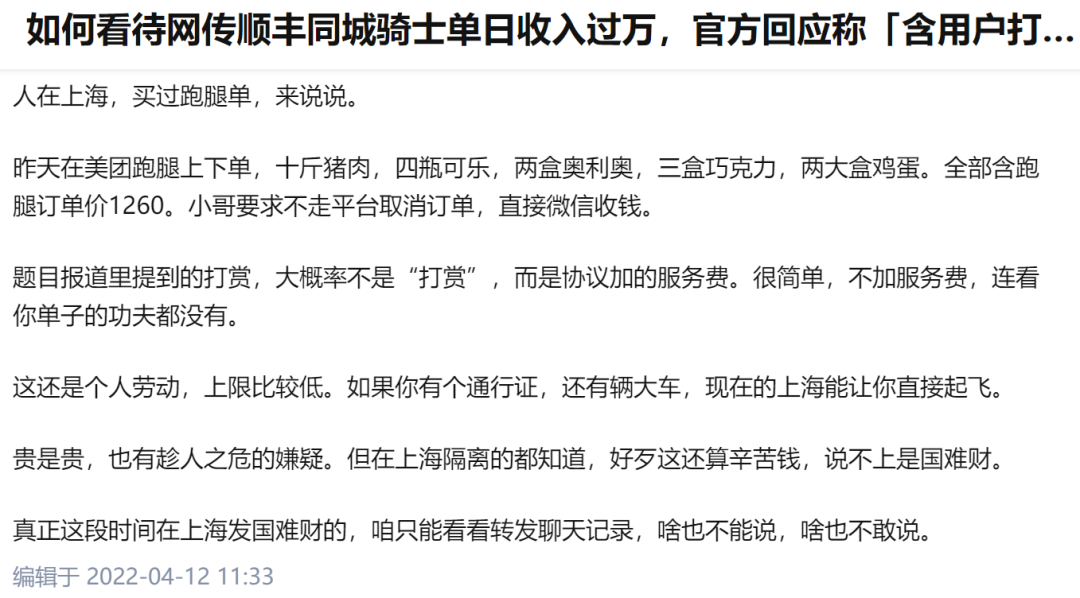 如何看待网传顺丰同城骑士单日收入过万，官方回应称「含用户打...
人在上海，买过跑腿单，来说说。
昨天在美团跑腿上下单，十斤猪肉，四瓶可乐，两盒奥利奥，三盒巧克力，两大盒鸡蛋。全部含跑
腿订单价1260。小哥要求不走平台取消订单，直接微信收钱。
题目报道里提到的打赏，大概率不是“打赏”，而是协议加的服务费。很简单，不加服务费，连看
你单子的功夫都没有。
这还是个人劳动，上限比较低。如果你有个通行证，还有辆大车，现在的上海能让你直接起飞。
贵是贵，也有趁人之危的嫌疑。但在上海隔离的都知道，好歹这还算辛苦钱，说不上是国难财。
真正这段时间在上海发国难财的，咱只能看看转发聊天记录，啥也不能说，啥也不敢说。
编辑于 2022-04-12 11:33